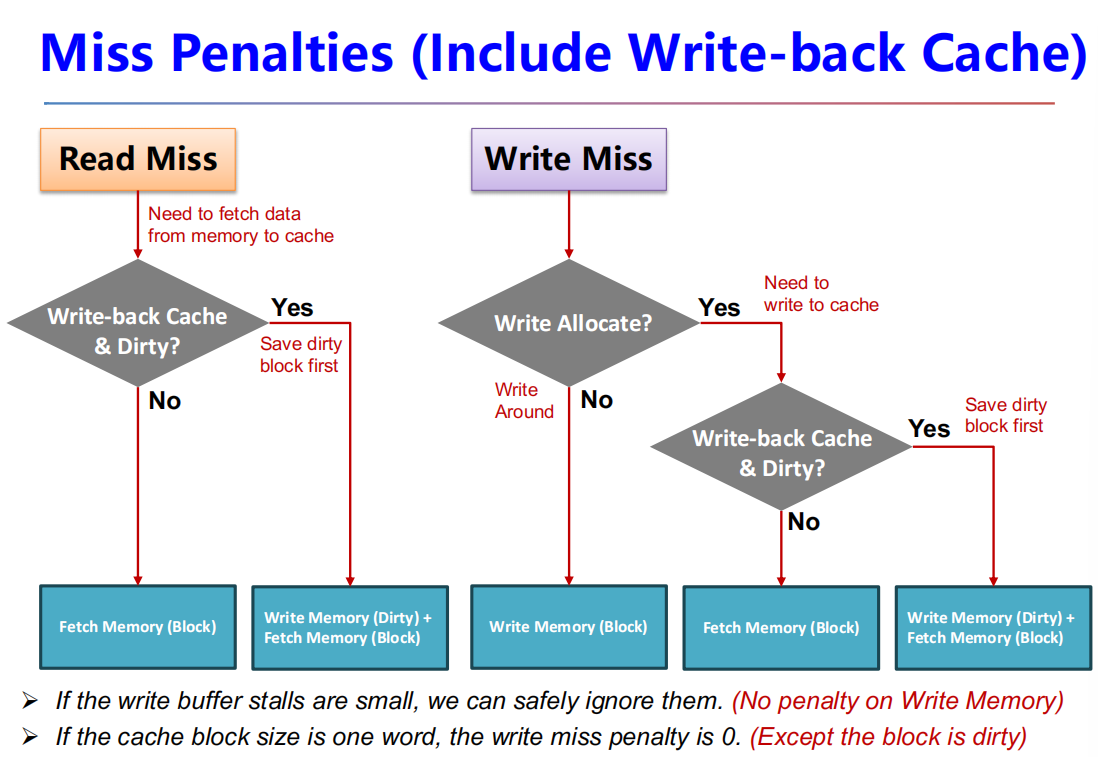 Miss Penalties (Include Write-back Cache)
Read Miss
Need to fetch data
from memory to cache
Write-back Cache
& Dirty?
Yes
Save dirty
block first
No
Write Miss
Write Allocate?
Yes
Need to
write to cache
Write
Around
No
Write-back Cache
& Dirty?
Yes
Save dirty
block first
No
Fetch Memory (Block)
Write Memory (Dirty) +
Fetch Memory (Block)
Write Memory (Block)
Fetch Memory (Block)
Write Memory (Dirty) +
Fetch Memory (Block)
➢ If the write buffer stalls are small, we can safely ignore them. (No penalty on Write Memory)
➢ If the cache block size is one word, the write miss penalty is 0. (Except the block is dirty)